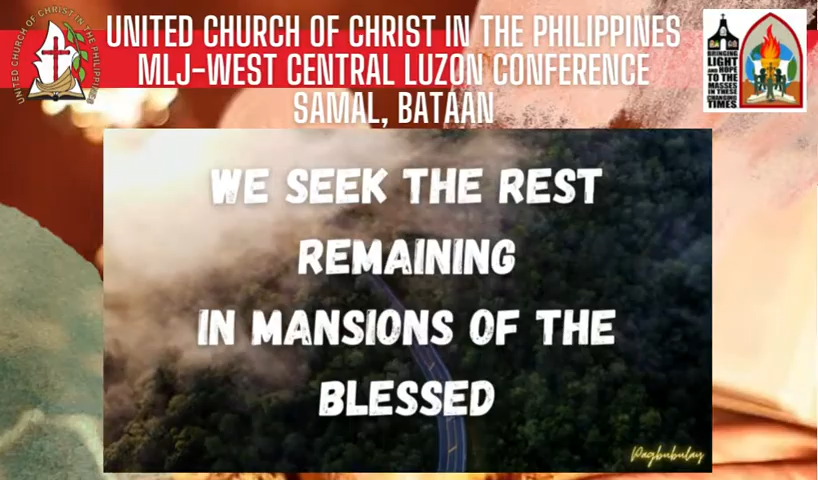 UNITED CHURCH OF CHRIST IN THE PHILIPPINES
MLJ-WEST CENTRAL LUZON CONFERENCE
SAMAL, BATAAN
UNITED CHURCH OF CHRIST IN THE PHILIPPINES
BRINGING
LIGHT
AND HOPE
TO THE
MASSES
IN THESE
CHANGING
TIMES
WE SEEK THE REST
REMAINING
IN MANSIONS OF THE
BLESSED
Pagbubulay